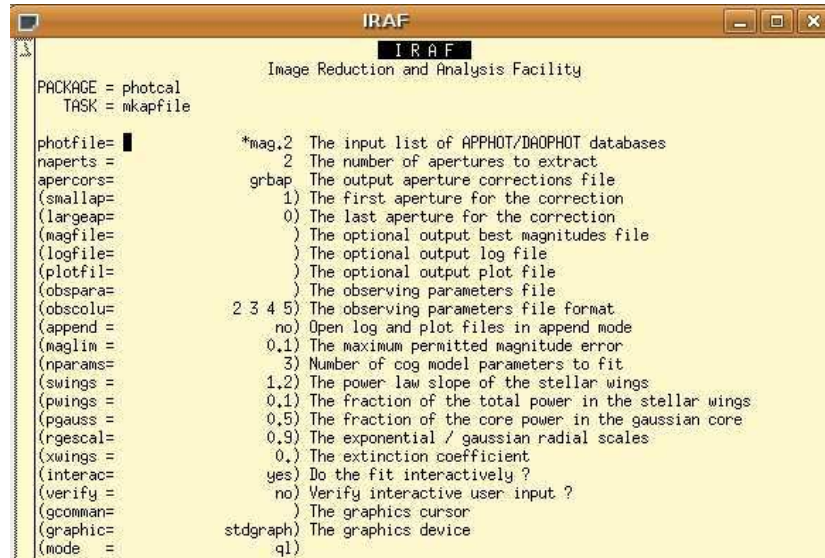 IRAF
I R A F
Image Reduction and Analysis Facility
PACKAGE = photcal
TASK = mkapfile
photfile= *mag.2 The input list of APPHOT/DAOPHOT databases
naperts = 2 The number of apertures to extract
apercors= grbap The output aperture corrections file
(smallap= 1) The first aperture for the correction
(largeap= 0) The last aperture for the correction
(magfile= ) The optional output best magnitudes file
(logfile= ) The optional output log file
(plotfil= ) The optional output plot file
(obspara= ) The observing parameters file
(obscolu= 2 3 4 5) The observing parameters file format
(append = no) Open log and plot files in append mode
(maglim = 0.1) The maximum permitted magnitude error
(nparams= 3) Number of cog model parameters to fit
(swings = 1.2) The power law slope of the stellar wings
(pwings = 0.1) The fraction of the total power in the stellar wings
(pgauss = 0.5) The fraction of the core power in the gaussian core
(rgescal= 0.9) The exponential / gaussian radial scales
(xwings = 0.) The extinction coefficient
(interac= yes) Do the fit interactively ?
(verify = no) Verify interactive user input ?
(gcomman= ) The graphics cursor
(graphic= stdgraph) The graphics device
(mode = ql)